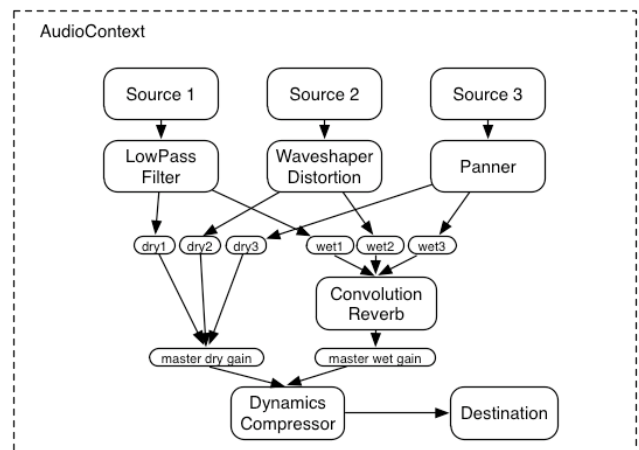 AudioContext
Source 1
Source 2
Source 3
LowPass
Filter
Waveshaper
Distortion
Panner
dry1
dry2
dry3
wet1
wet2
wet3
Convolution
Reverb
master dry gain
master wet gain
Dynamics
Compressor
Destination